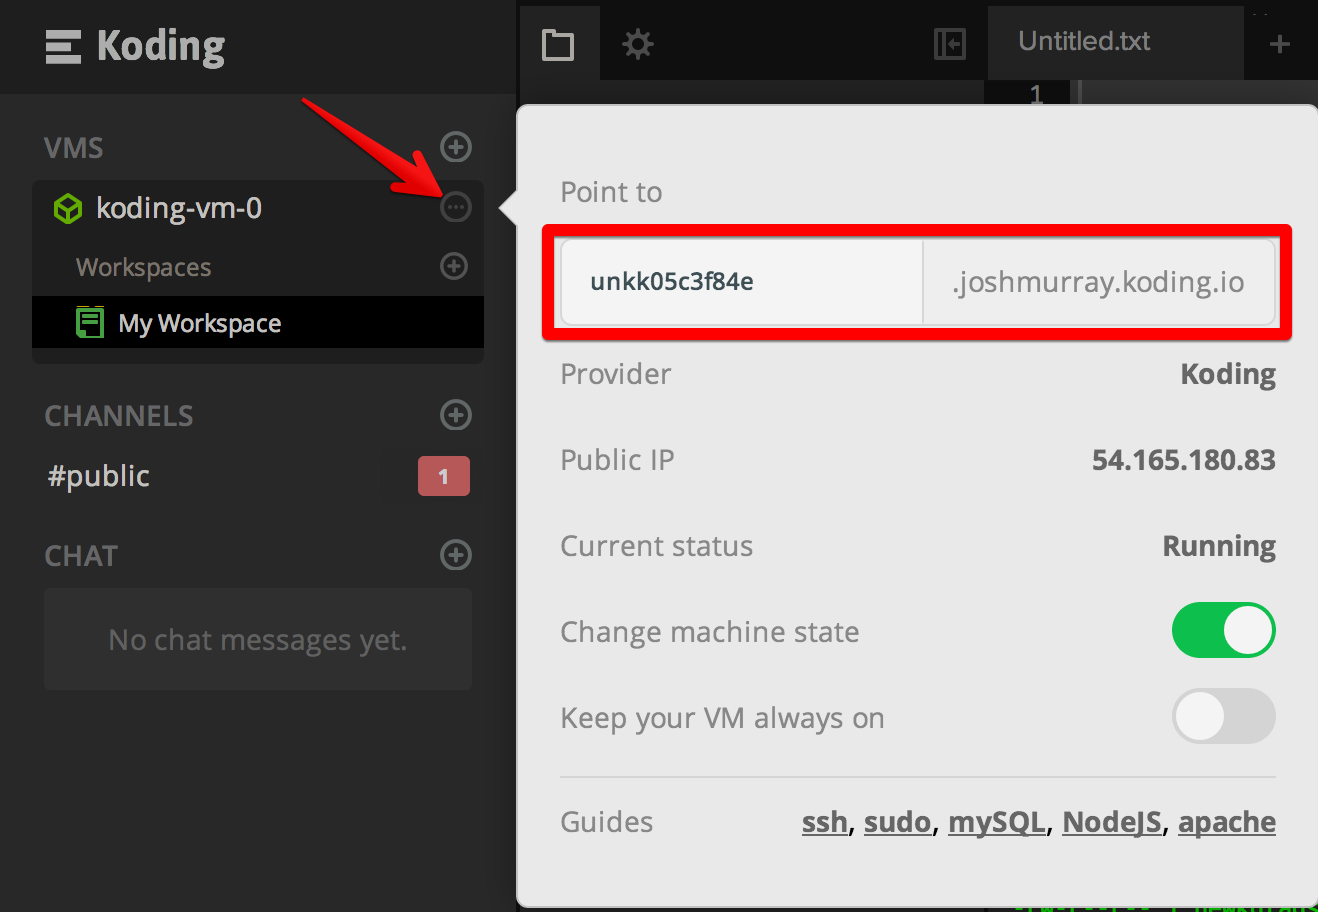 Koding
VMS
koding-vm-0
Workspaces
My Workspace
CHANNELS
#public 1
CHAT
No chat messages yet.
Untitled.txt
1
Point to
unkk05c3f84e .joshmurray.koding.io
Provider Koding
Public IP 54.165.180.83
Current status Running
Change machine state
Keep your VM always on
Guides ssh, sudo, mySQL, NodeJS, apache